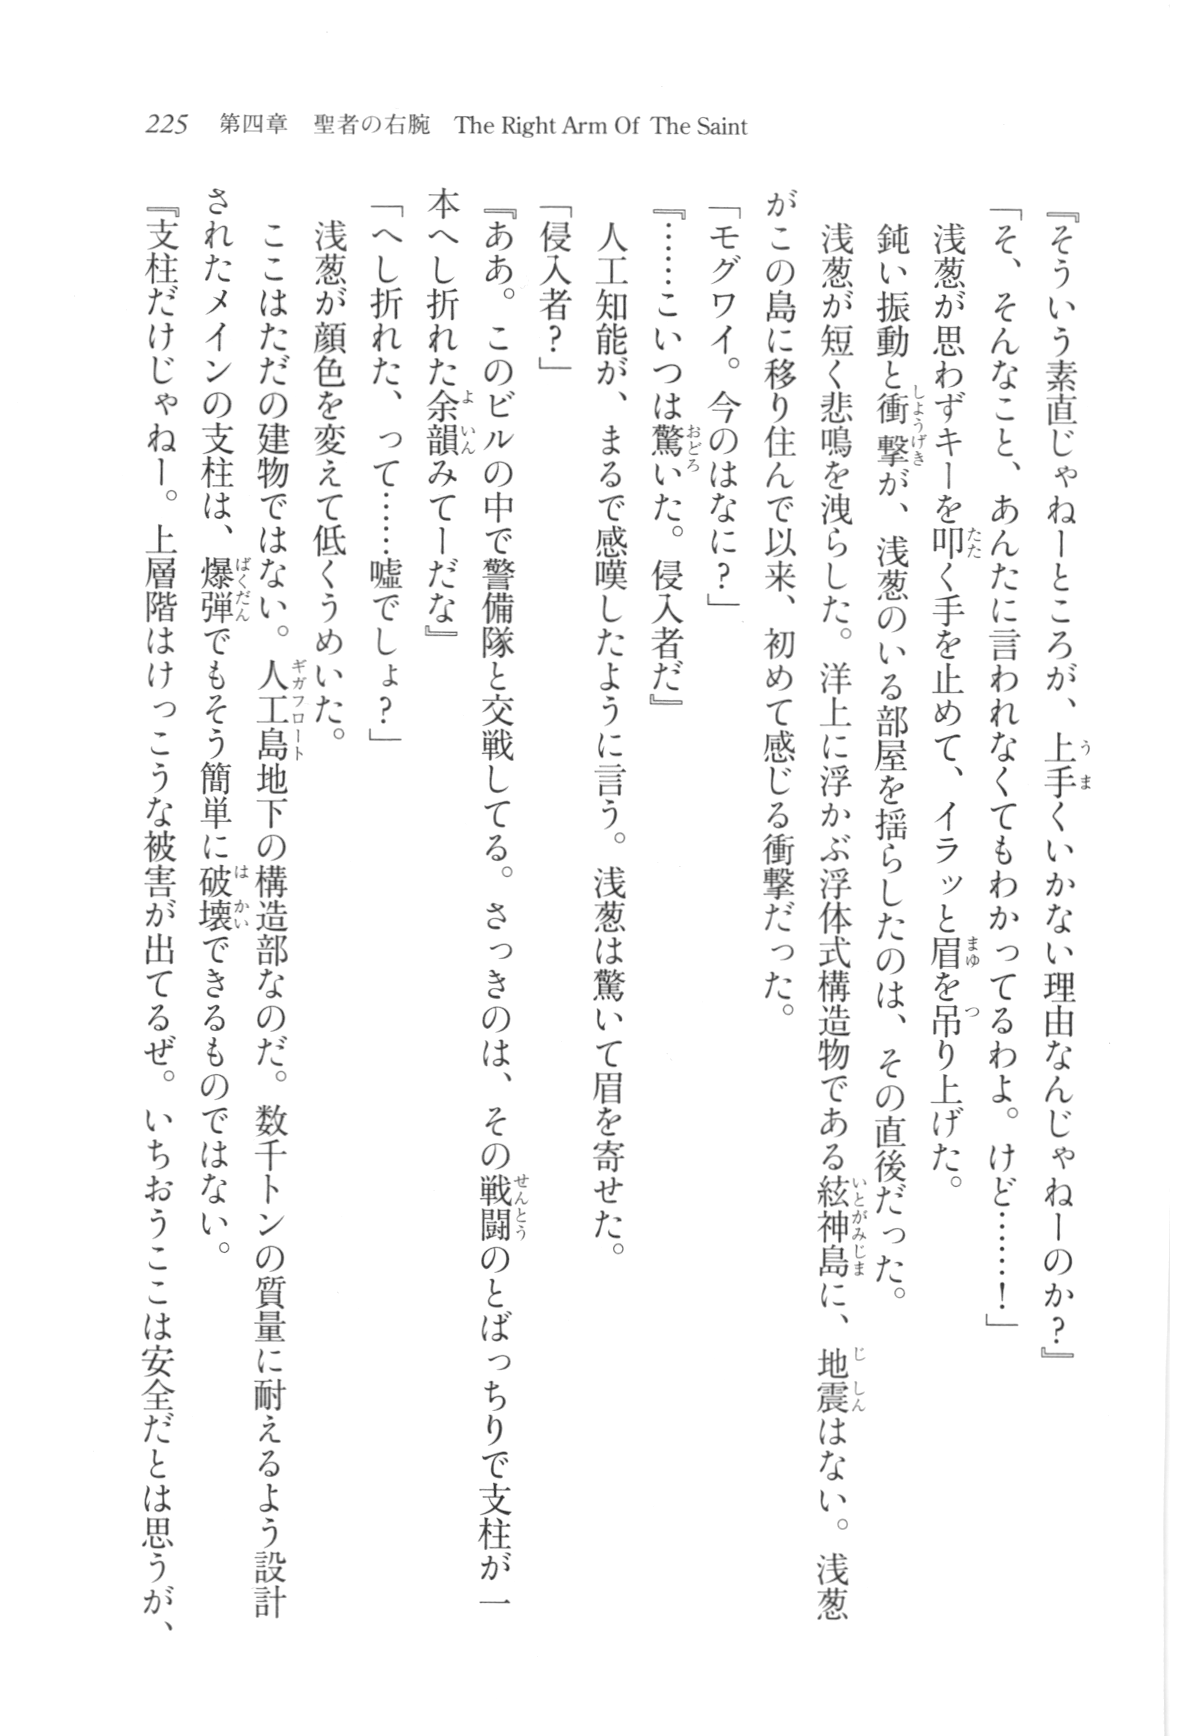 225　第四章　聖者の右腕　The Right Arm Of The Saint
『そういう素直じゃねーところが、上手くいかない理由なんじゃねーのか？』
「そ、そんなこと、あんたに言われなくてもわかってるわよ。けど……！」
　浅葱が思わずキーを叩く手を止めて、イラッと眉を吊り上げた。
　鈍い振動と衝撃が、浅葱のいる部屋を揺らしたのは、その直後だった。
　浅葱が短く悲鳴を洩らした。洋上に浮かぶ浮体式構造物である絃神島に、地震はない。浅葱
がこの島に移り住んで以来、初めて感じる衝撃だった。
「モグワイ。今のはなに？」
『……こいつは驚いた。侵入者だ』
　人工知能が、まるで感嘆したように言う。浅葱は驚いて眉を寄せた。
「侵入者？」
『ああ。このビルの中で警備隊と交戦してる。さっきのは、その戦闘のとばっちりで支柱が一
本へし折れた余韻みてーだな』
「へし折れた、って……嘘でしょ？」
　浅葱が顔色を変えて低くうめいた。
　ここはただの建物ではない。人工島地下の構造部なのだ。数千トンの質量に耐えるよう設計
されたメインの支柱は、爆弾でもそう簡単に破壊できるものではない。
『支柱だけじゃねー。上層階はけっこうな被害が出てるぜ。いちおうここは安全だとは思うが、